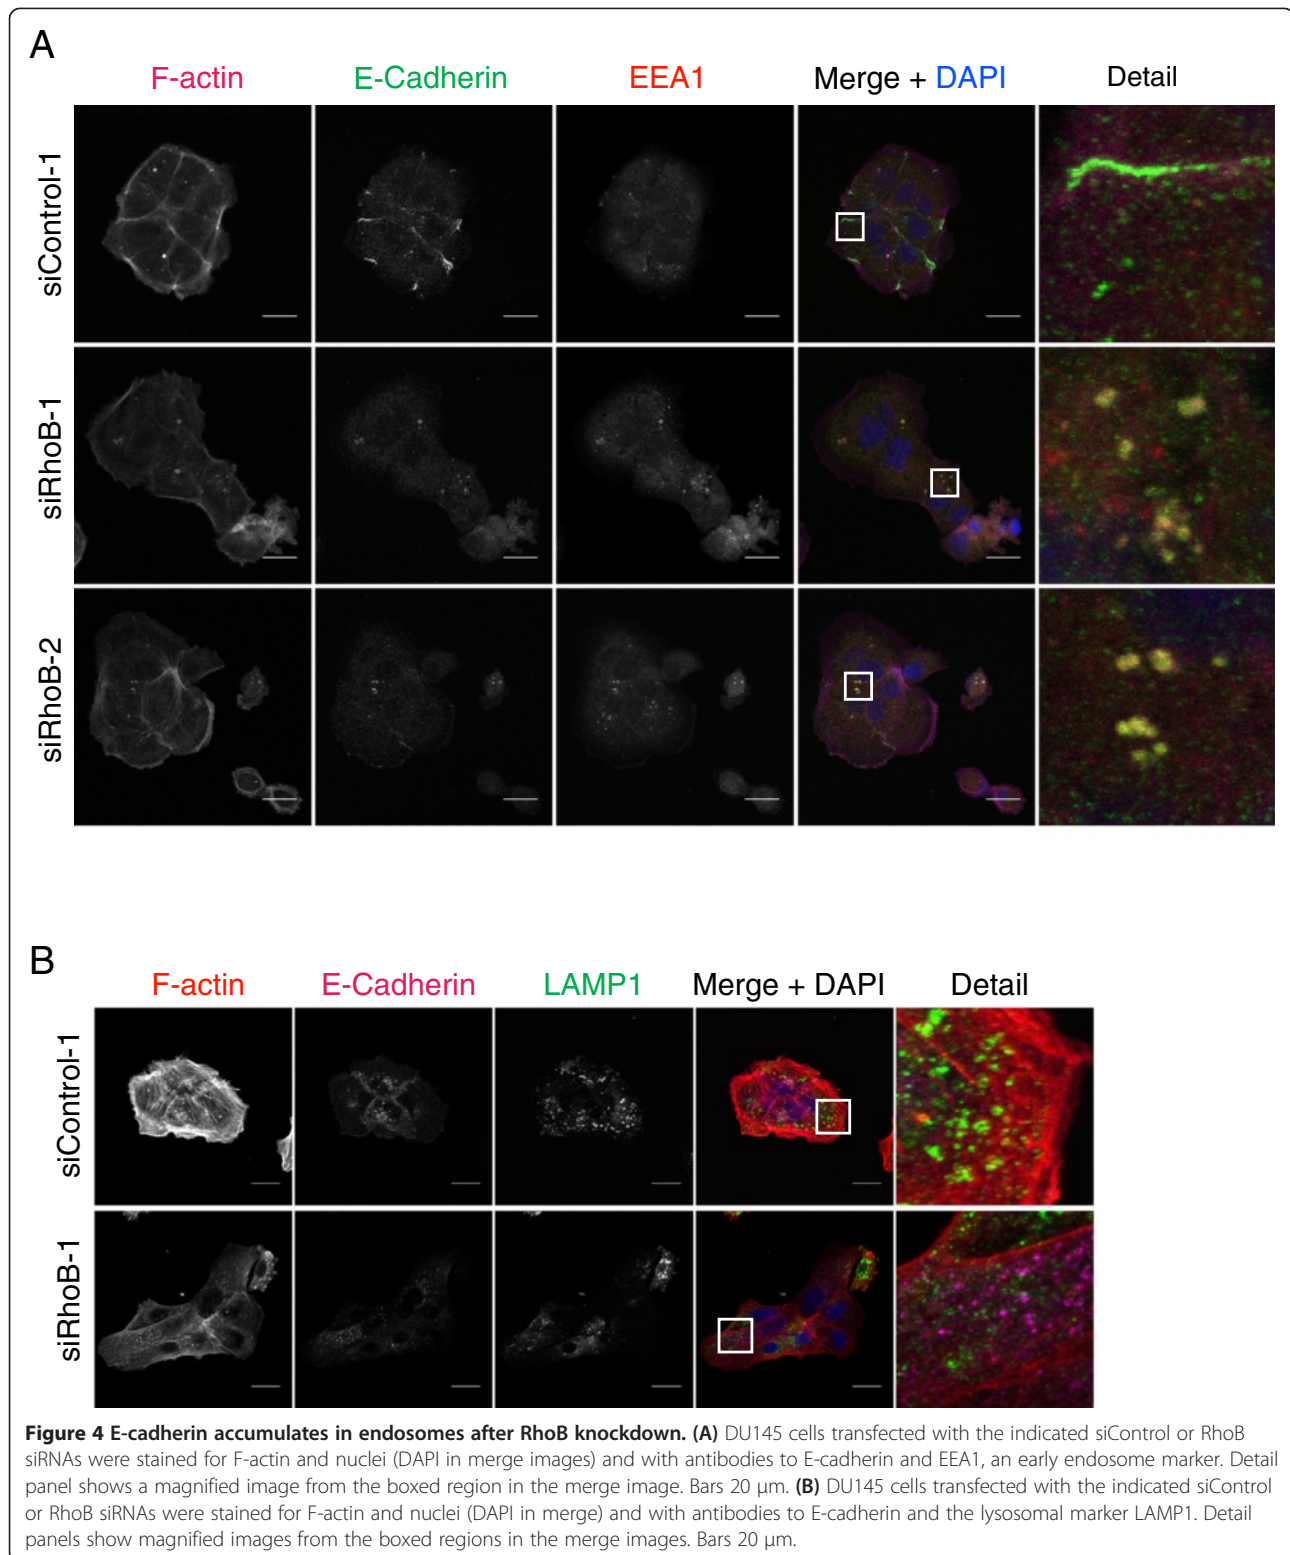 A
F-actin E-Cadherin EEA1 Merge + DAPI Detail
siControl-1
siRhoB-1
siRhoB-2
B
F-actin E-Cadherin LAMP1 Merge + DAPI Detail
siControl-1
siRhoB-1
Figure 4 E-cadherin accumulates in endosomes after RhoB knockdown. (A) DU145 cells transfected with the indicated siControl or RhoB
siRNAs were stained for F-actin and nuclei (DAPI in merge images) and with antibodies to E-cadherin and EEA1, an early endosome marker. Detail
panel shows a magnified image from the boxed region in the merge image. Bars 20 μm. (B) DU145 cells transfected with the indicated siControl
or RhoB siRNAs were stained for F-actin and nuclei (DAPI in merge) and with antibodies to E-cadherin and the lysosomal marker LAMP1. Detail
panels show magnified images from the boxed regions in the merge images. Bars 20 μm.